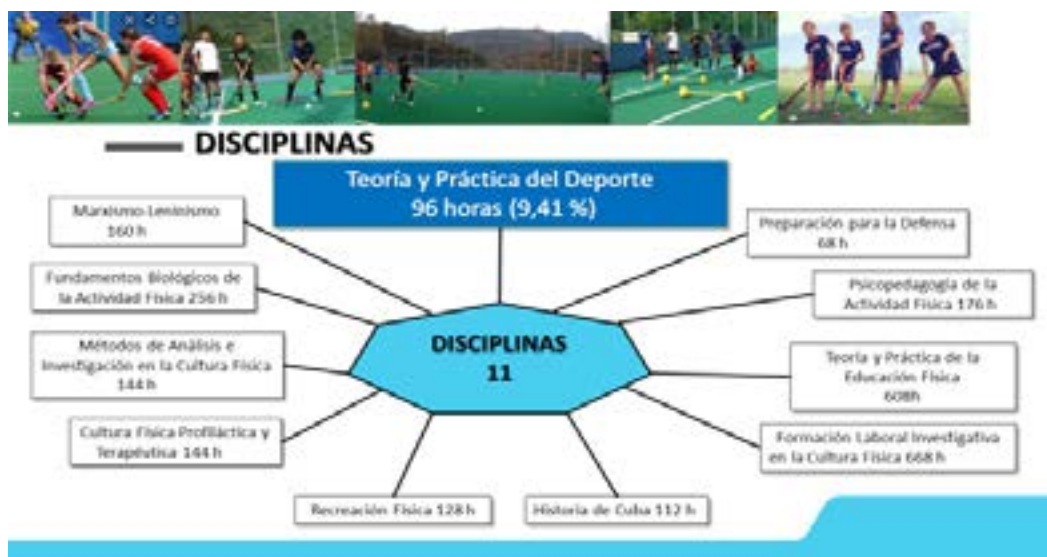 DISCIPLINAS
Teoría y Práctica del Deporte
96 horas (9,41 %)
Marxismo Leninismo
160 h
Preparación para la Defensa
68 h
Fundamentos Biológicos de
la Actividad Física 256 h
Psicopedagogía de la
Actividad Física 176 h
DISCIPLINAS
11
Métodos de Análisis e
Investigación en la Cultura Física
144 h
Teoría y Práctica de la
Educación Física
608h
Cultura Física Profiláctica y
Terapéutica 144 h
Formación Laboral Investigativa
en la Cultura Física 668 h
Recreación Física 128 h
Historia de Cuba 112 h